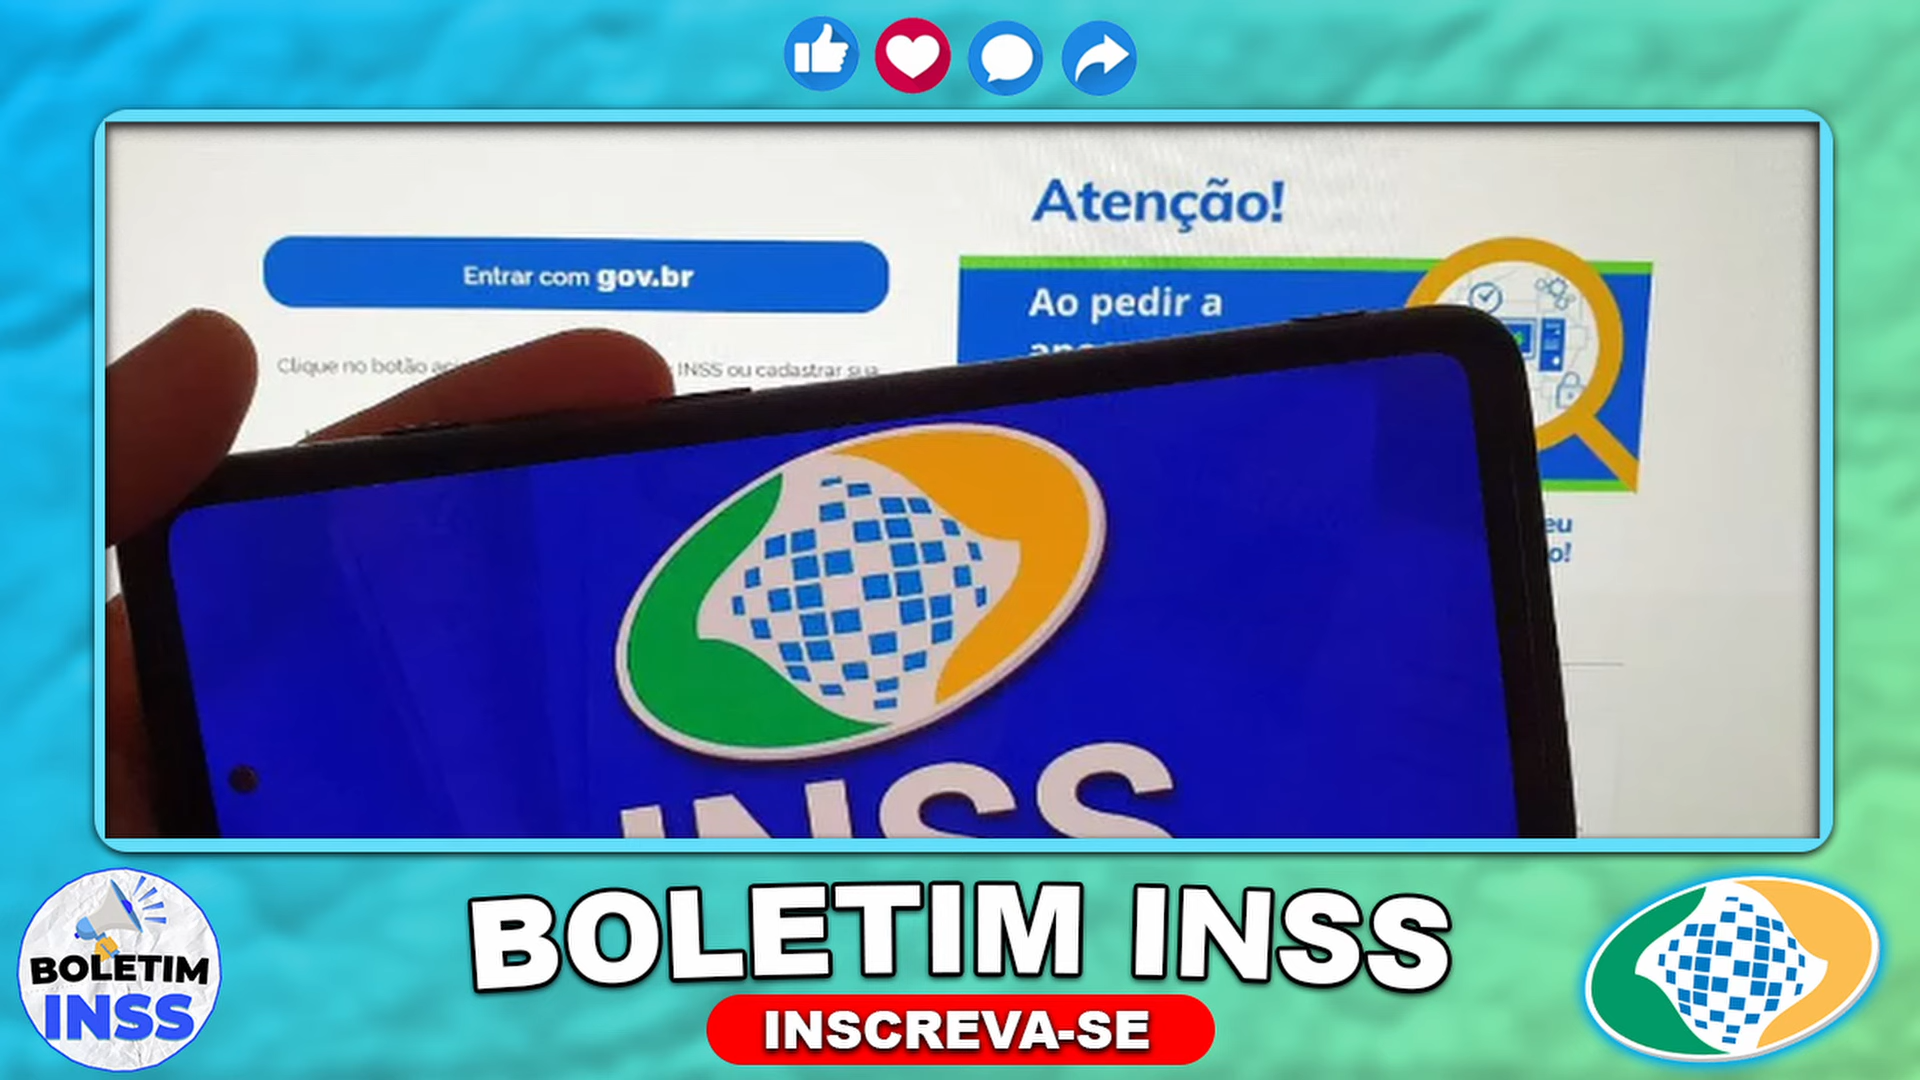 Atenção!
Entrar com gov.br
Ao pedir a
Clique no botão
INSS ou cadastrar sua
eu
o!
INSS
BOLETIM INSS
INSCREVA-SE
BOLETIM
INSS